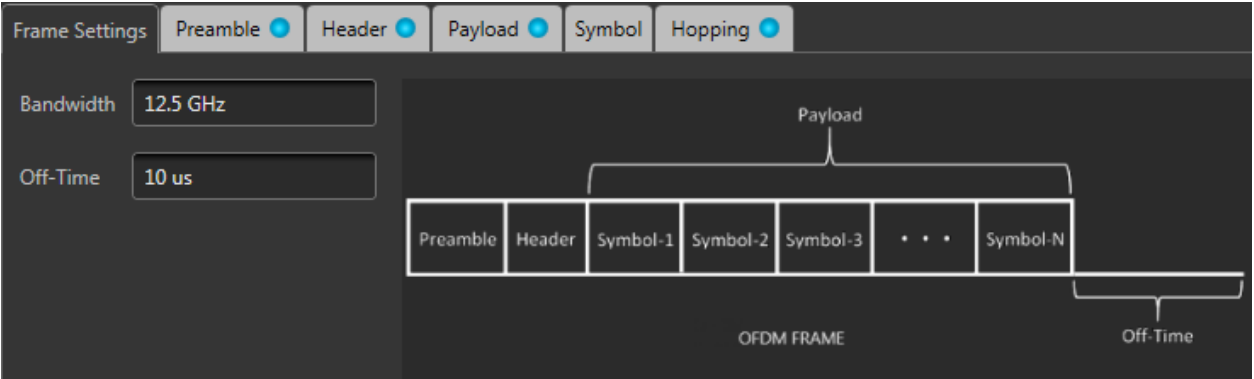 Frame Settings Preamble Header Payload Symbol Hopping
Bandwidth 12.5 GHz
Off-Time 10 us
Payload
Preamble Header Symbol-1 Symbol-2 Symbol-3 • • • Symbol-N
OFDM FRAME
Off-Time